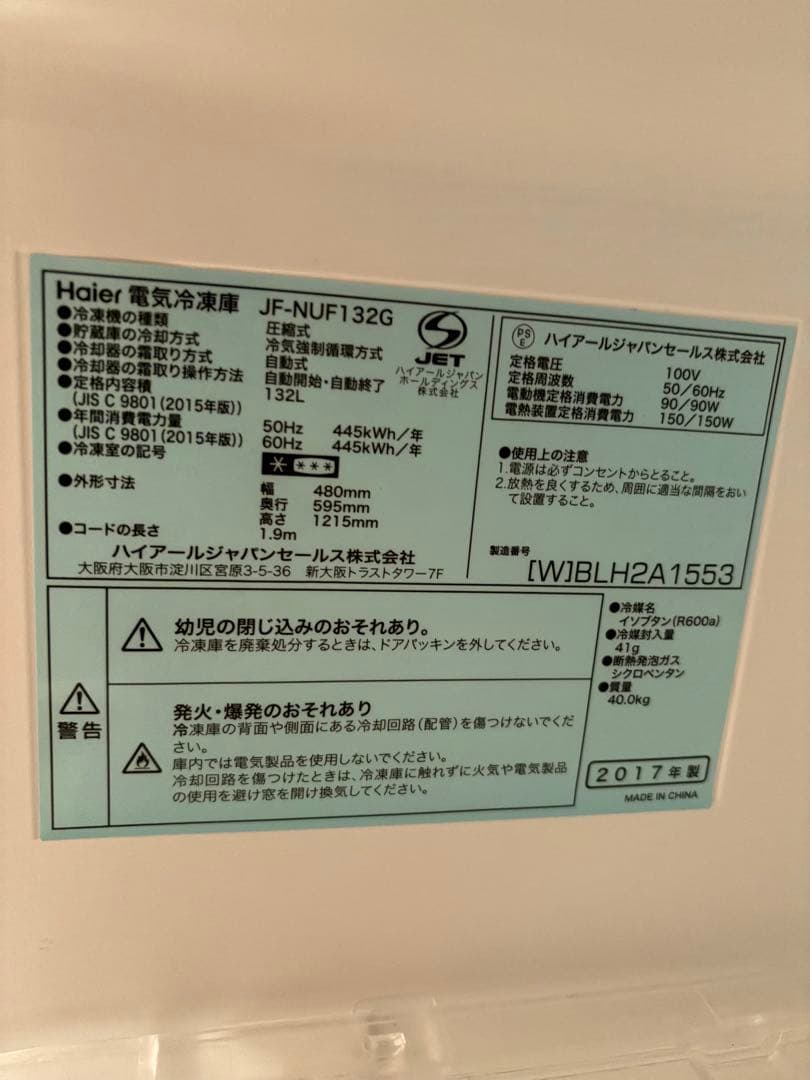 Haier 電気冷凍庫 JF-NUF132G
●冷凍機の種類 圧縮式
●貯蔵庫の冷却方式 冷気強制循環方式
●冷却器の霜取り方式 自動式
●冷却器の霜取り操作方法 自動開始・自動終了
●定格内容積 132L
(JIS C 9801(2015年版))
●年間消費電力量 50Hz 445kWh/年
(JIS C 9801(2015年版)) 60Hz 445kWh/年
●冷凍室の記号
●外形寸法 幅 480mm
奥行 595mm
高さ 1215mm
●コードの長さ 1.9m
ハイアールジャパンセールス株式会社
大阪府大阪市淀川区宮原3-5-36 新大阪トラストタワー7F
JET
ハイアールジャパン
ホールディングス
株式会社
PS
E
ハイアールジャパンセールス株式会社
定格電圧 100V
定格周波数 50/60Hz
電動機定格消費電力 90/90W
電熱装置定格消費電力 150/150W
●使用上の注意
1.電源は必ずコンセントからとること。
2.放熱を良くするため、周囲に適当な間隔をおい
て設置すること。
製造番号
[W]BLH2A1553
警告
幼児の閉じ込みのおそれあり。
冷凍庫を廃棄処分するときは、ドアパッキンを外してください。
発火・爆発のおそれあり
冷凍庫の背面や側面にある冷却回路(配管)を傷つけないでくだ
さい。
庫内では電気製品を使用しないでください。
冷却回路を傷つけたときは、冷凍庫に触れずに火気や電気製品
の使用を避け窓を開け換気してください。
●冷媒名
イソブタン(R600a)
●冷媒封入量
41g
●断熱発泡ガス
シクロペンタン
●質量
40.0kg
2017年製
MADE IN CHINA